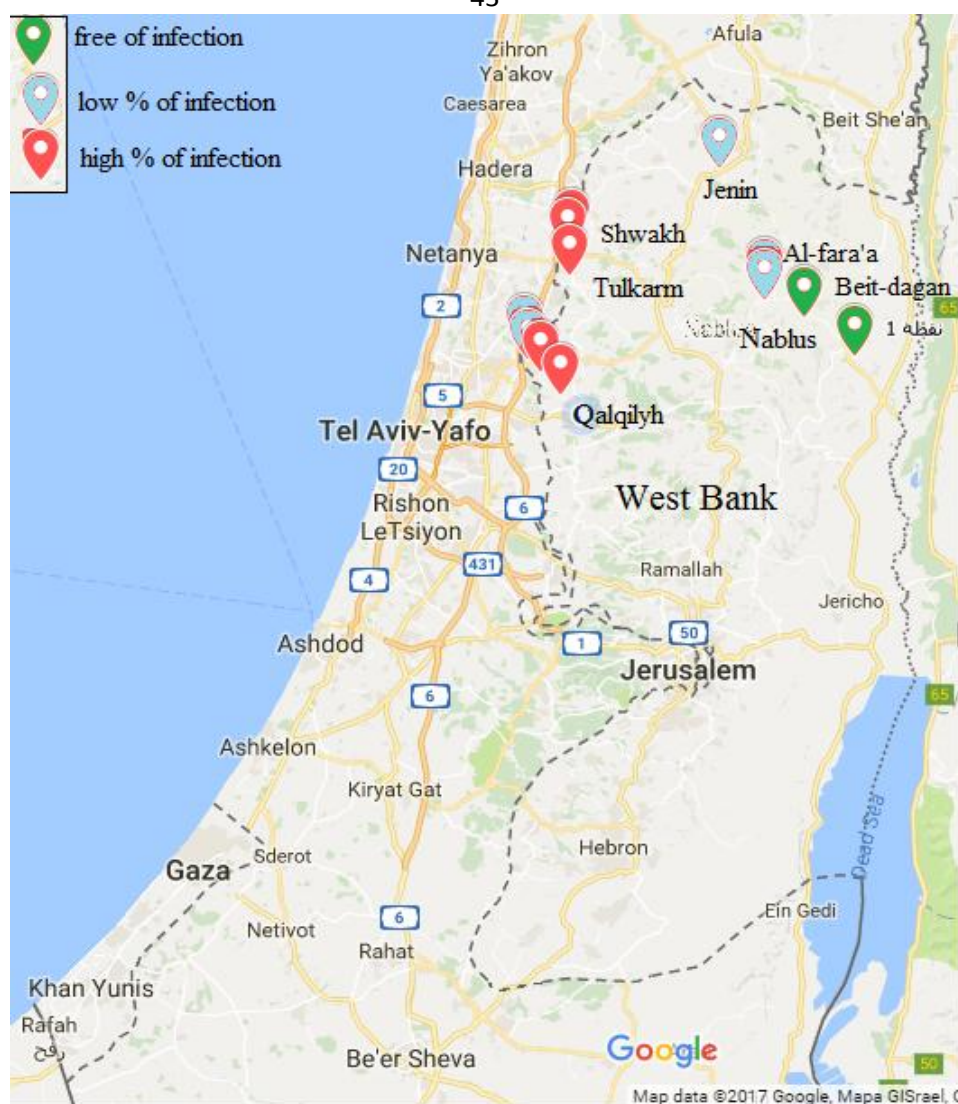 45
free of infection
low % of infection
high % of infection
Afula
Zihron
Ya'akov
Caesarea
Beit She'an
Hadera
Jenin
Shwakh
Netanya
Al-fara'a
Tulkarm
Beit-dagan
2
65
نقطة 1
Nablus
Nablus
5
Qalqilyh
Tel Aviv-Yafo
20
West Bank
Rishon
LeTsiyon
6
431
Ramallah
4
Jericho
50
Ashdod
1
Jerusalem
6
65
Ashkelon
Kiryat Gat
Dead Sea
Hebron
Sderot
Gaza
Ein Gedi
6
Netivot
Rahat
Khan Yunis
Rafah
رفح
Google
Be'er Sheva
50
Map data ©2017 Google, Mapa GISrael,